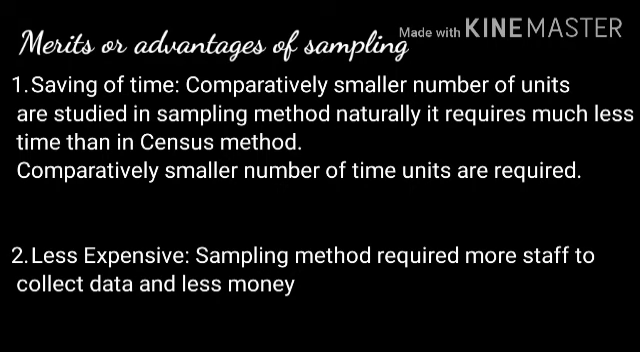 Merits or advantages of sampling
Made with KINEMASTER
1.Saving of time: Comparatively smaller number of units
are studied in sampling method naturally it requires much less
time than in Census method.
Comparatively smaller number of time units are required.
2.Less Expensive: Sampling method required more staff to
collect data and less money